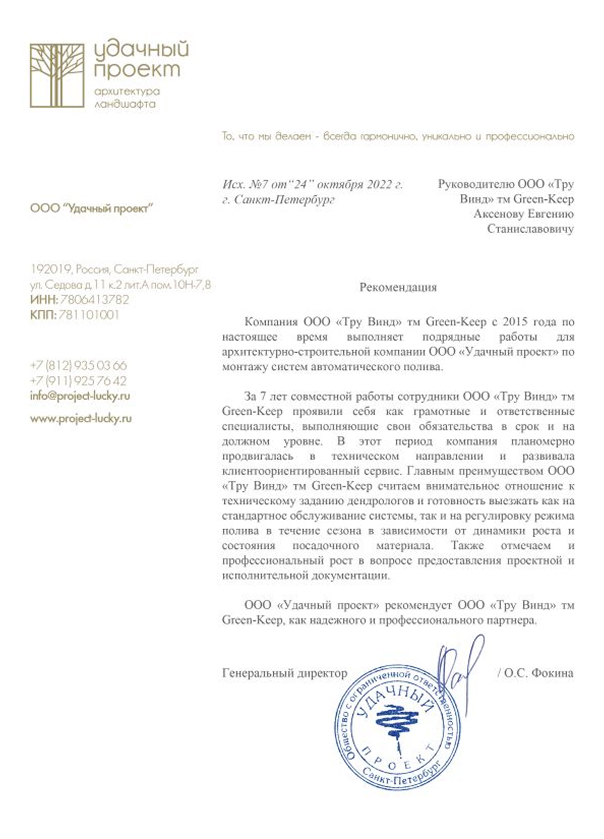 удачный
проект
архитектура
ландшафта
То, что мы делаем - всегда гармонично, уникально и профессионально
Исх. №7 от“24” октября 2022 г.
г. Санкт-Петербург
Руководителю ООО «Тру
Винд» тм Green-Keep
Аксенову Евгению
Станиславовичу
ООО “Удачный проект”
192019, Россия, Санкт-Петербург
ул. Седова д.11 к.2 лит.А пом.10Н-7,8
ИНН: 7806413782
КПП: 781101001
+7 (812) 935 03 66
+7 (911) 925 76 42
info@project-lucky.ru
www.project-lucky.ru
Рекомендация
Компания ООО «Тру Винд» тм Green-Keep с 2015 года по
настоящее время выполняет подрядные работы для
архитектурно-строительной компании ООО «Удачный проект» по
монтажу систем автоматического полива.
За 7 лет совместной работы сотрудники ООО «Тру Винд» тм
Green-Keep проявили себя как грамотные и ответственные
специалисты, выполняющие свои обязательства в срок и на
должном уровне. В этот период компания планомерно
продвигалась в техническом направлении и развивала
клиентоориентированный сервис. Главным преимуществом ООО
«Тру Винд» тм Green-Keep считаем внимательное отношение к
техническому заданию дендрологов и готовность выезжать как на
стандартное обслуживание системы, так и на регулировку режима
полива в течение сезона в зависимости от динамики роста и
состояния посадочного материала. Также отмечаем и
профессиональный рост в вопросе предоставления проектной и
исполнительной документации.
ООО «Удачный проект» рекомендует ООО «Тру Винд» тм
Green-Keep, как надежного и профессионального партнера.
Генеральный директор / О.С. Фокина
Общество с ограниченной ответственностью
УДАЧНЫЙ
ПРОЕКТ
Санкт-Петербург